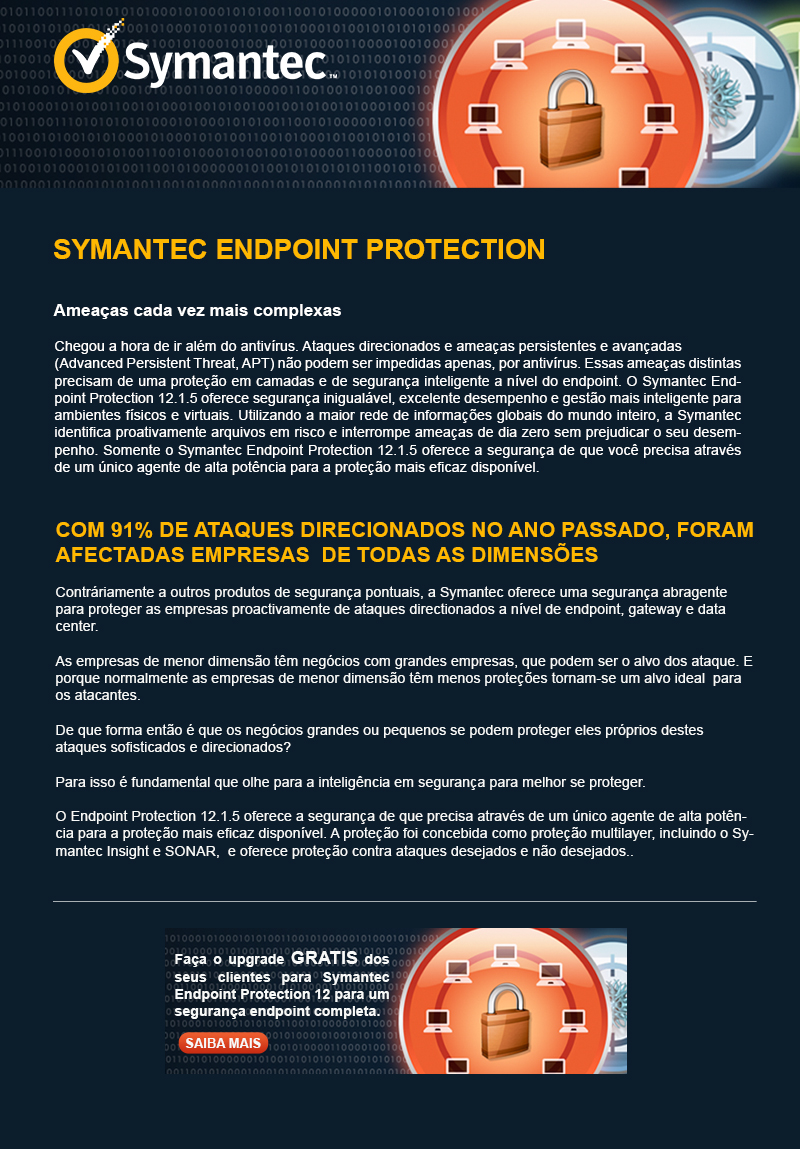 Symantec™
SYMANTEC ENDPOINT PROTECTION
Ameaças cada vez mais complexas
Chegou a hora de ir além do antivírus. Ataques direcionados e ameaças persistentes e avançadas
(Advanced Persistent Threat, APT) não podem ser impedidas apenas, por antivírus. Essas ameaças distintas
precisam de uma proteção em camadas e de segurança inteligente a nível do endpoint. O Symantec End-
point Protection 12.1.5 oferece segurança inigualável, excelente desempenho e gestão mais inteligente para
ambientes físicos e virtuais. Utilizando a maior rede de informações globais do mundo inteiro, a Symantec
identifica proativamente arquivos em risco e interrompe ameaças de dia zero sem prejudicar o seu desem-
penho. Somente o Symantec Endpoint Protection 12.1.5 oferece a segurança de que você precisa através
de um único agente de alta potência para a proteção mais eficaz disponível.
COM 91% DE ATAQUES DIRECIONADOS NO ANO PASSADO, FORAM
AFECTADAS EMPRESAS  DE TODAS AS DIMENSÕES
Contráriamente a outros produtos de segurança pontuais, a Symantec oferece uma segurança abragente
para proteger as empresas proactivamente de ataques directionados a nível de endpoint, gateway e data
center.
As empresas de menor dimensão têm negócios com grandes empresas, que podem ser o alvo dos ataque. E
porque normalmente as empresas de menor dimensão têm menos proteções tornam-se um alvo ideal  para
os atacantes.
De que forma então é que os negócios grandes ou pequenos se podem proteger eles próprios destes
ataques sofisticados e direcionados?
Para isso é fundamental que olhe para a inteligência em segurança para melhor se proteger.
O Endpoint Protection 12.1.5 oferece a segurança de que precisa através de um único agente de alta potên-
cia para a proteção mais eficaz disponível. A proteção foi concebida como proteção multilayer, incluindo o Sy-
mantec Insight e SONAR,  e oferece proteção contra ataques desejados e não desejados..
Faça o upgrade GRATIS dos
seus clientes para Symantec
Endpoint Protection 12 para um
segurança endpoint completa.
SAIBA MAIS